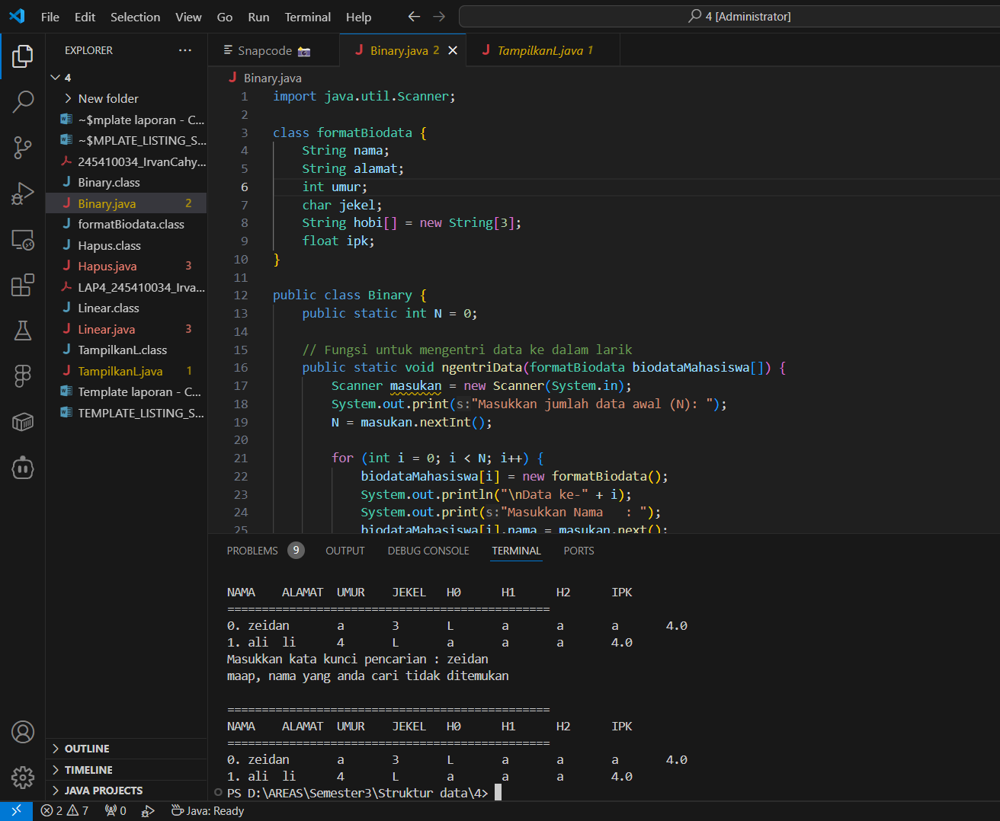 File Edit Selection View Go Run Terminal Help ← → 4 [Administrator]
EXPLORER ···
4
New folder
~$mplate laporan - C...
~$MPLATE_LISTING_S...
245410034_IrvanCahy...
Binary.class
Binary.java 2
formatBiodata.class
Hapus.class
Hapus.java 3
LAP4_245410034_Irva...
Linear.class
Linear.java 3
TampilkanL.class
TampilkanL.java 1
Template laporan - C...
TEMPLATE_LISTING_S...
OUTLINE
TIMELINE
JAVA PROJECTS
Snapcode 📸 Binary.java 2 TampilkanL.java 1
Binary.java
1 import java.util.Scanner;
2
3 class formatBiodata {
4 String nama;
5 String alamat;
6 int umur;
7 char jekel;
8 String hobi[] = new String[3];
9 float ipk;
10 }
11
12 public class Binary {
13 public static int N = 0;
14
15 // Fungsi untuk mengentri data ke dalam larik
16 public static void ngentriData(formatBiodata biodataMahasiswa[]) {
17 Scanner masukan = new Scanner(System.in);
18 System.out.print(s:"Masukkan jumlah data awal (N): ");
19 N = masukan.nextInt();
20
21 for (int i = 0; i < N; i++) {
22 biodataMahasiswa[i] = new formatBiodata();
23 System.out.println("\nData ke-" + i);
24 System.out.print(s:"Masukkan Nama   : ");
25 biodataMahasiswa[i].nama = masukan.next();
PROBLEMS 9 OUTPUT DEBUG CONSOLE TERMINAL PORTS
NAMA ALAMAT UMUR JEKEL H0 H1 H2 IPK
===============================================
0. zeidan a 3 L a a a 4.0
1. ali li 4 L a a a 4.0
Masukkan kata kunci pencarian : zeidan
maap, nama yang anda cari tidak ditemukan
===============================================
NAMA ALAMAT UMUR JEKEL H0 H1 H2 IPK
===============================================
0. zeidan a 3 L a a a 4.0
1. ali li 4 L a a a 4.0
PS D:\AREAS\Semester3\Struktur data\4>
2 7 0 Java: Ready